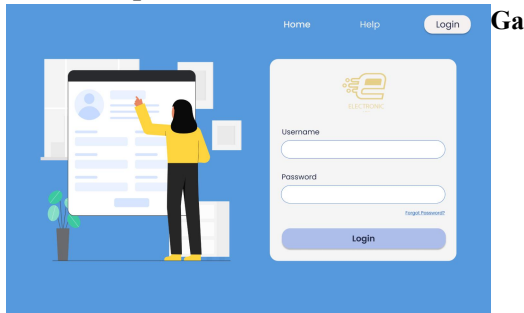 Home Help Login
Ga
ELECTRONIC
Username
Password
Forgot Password?
Login